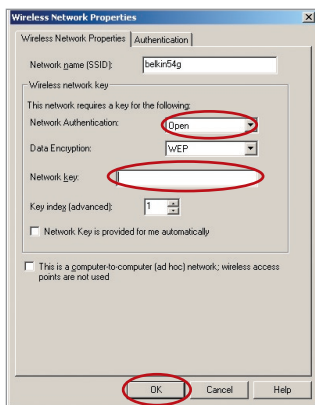 Wireless Network Properties
Wireless Network Properties Authentication
Network name (SSID): belkin54g
Wireless network key
This network requires a key for the following:
Network Authentication: Open
Data Encryption: WEP
Network key:
Key index (advanced): 1
Network Key is provided for me automatically
This is a computer-to-computer (ad hoc) network; wireless access
points are not used
OK Cancel Help